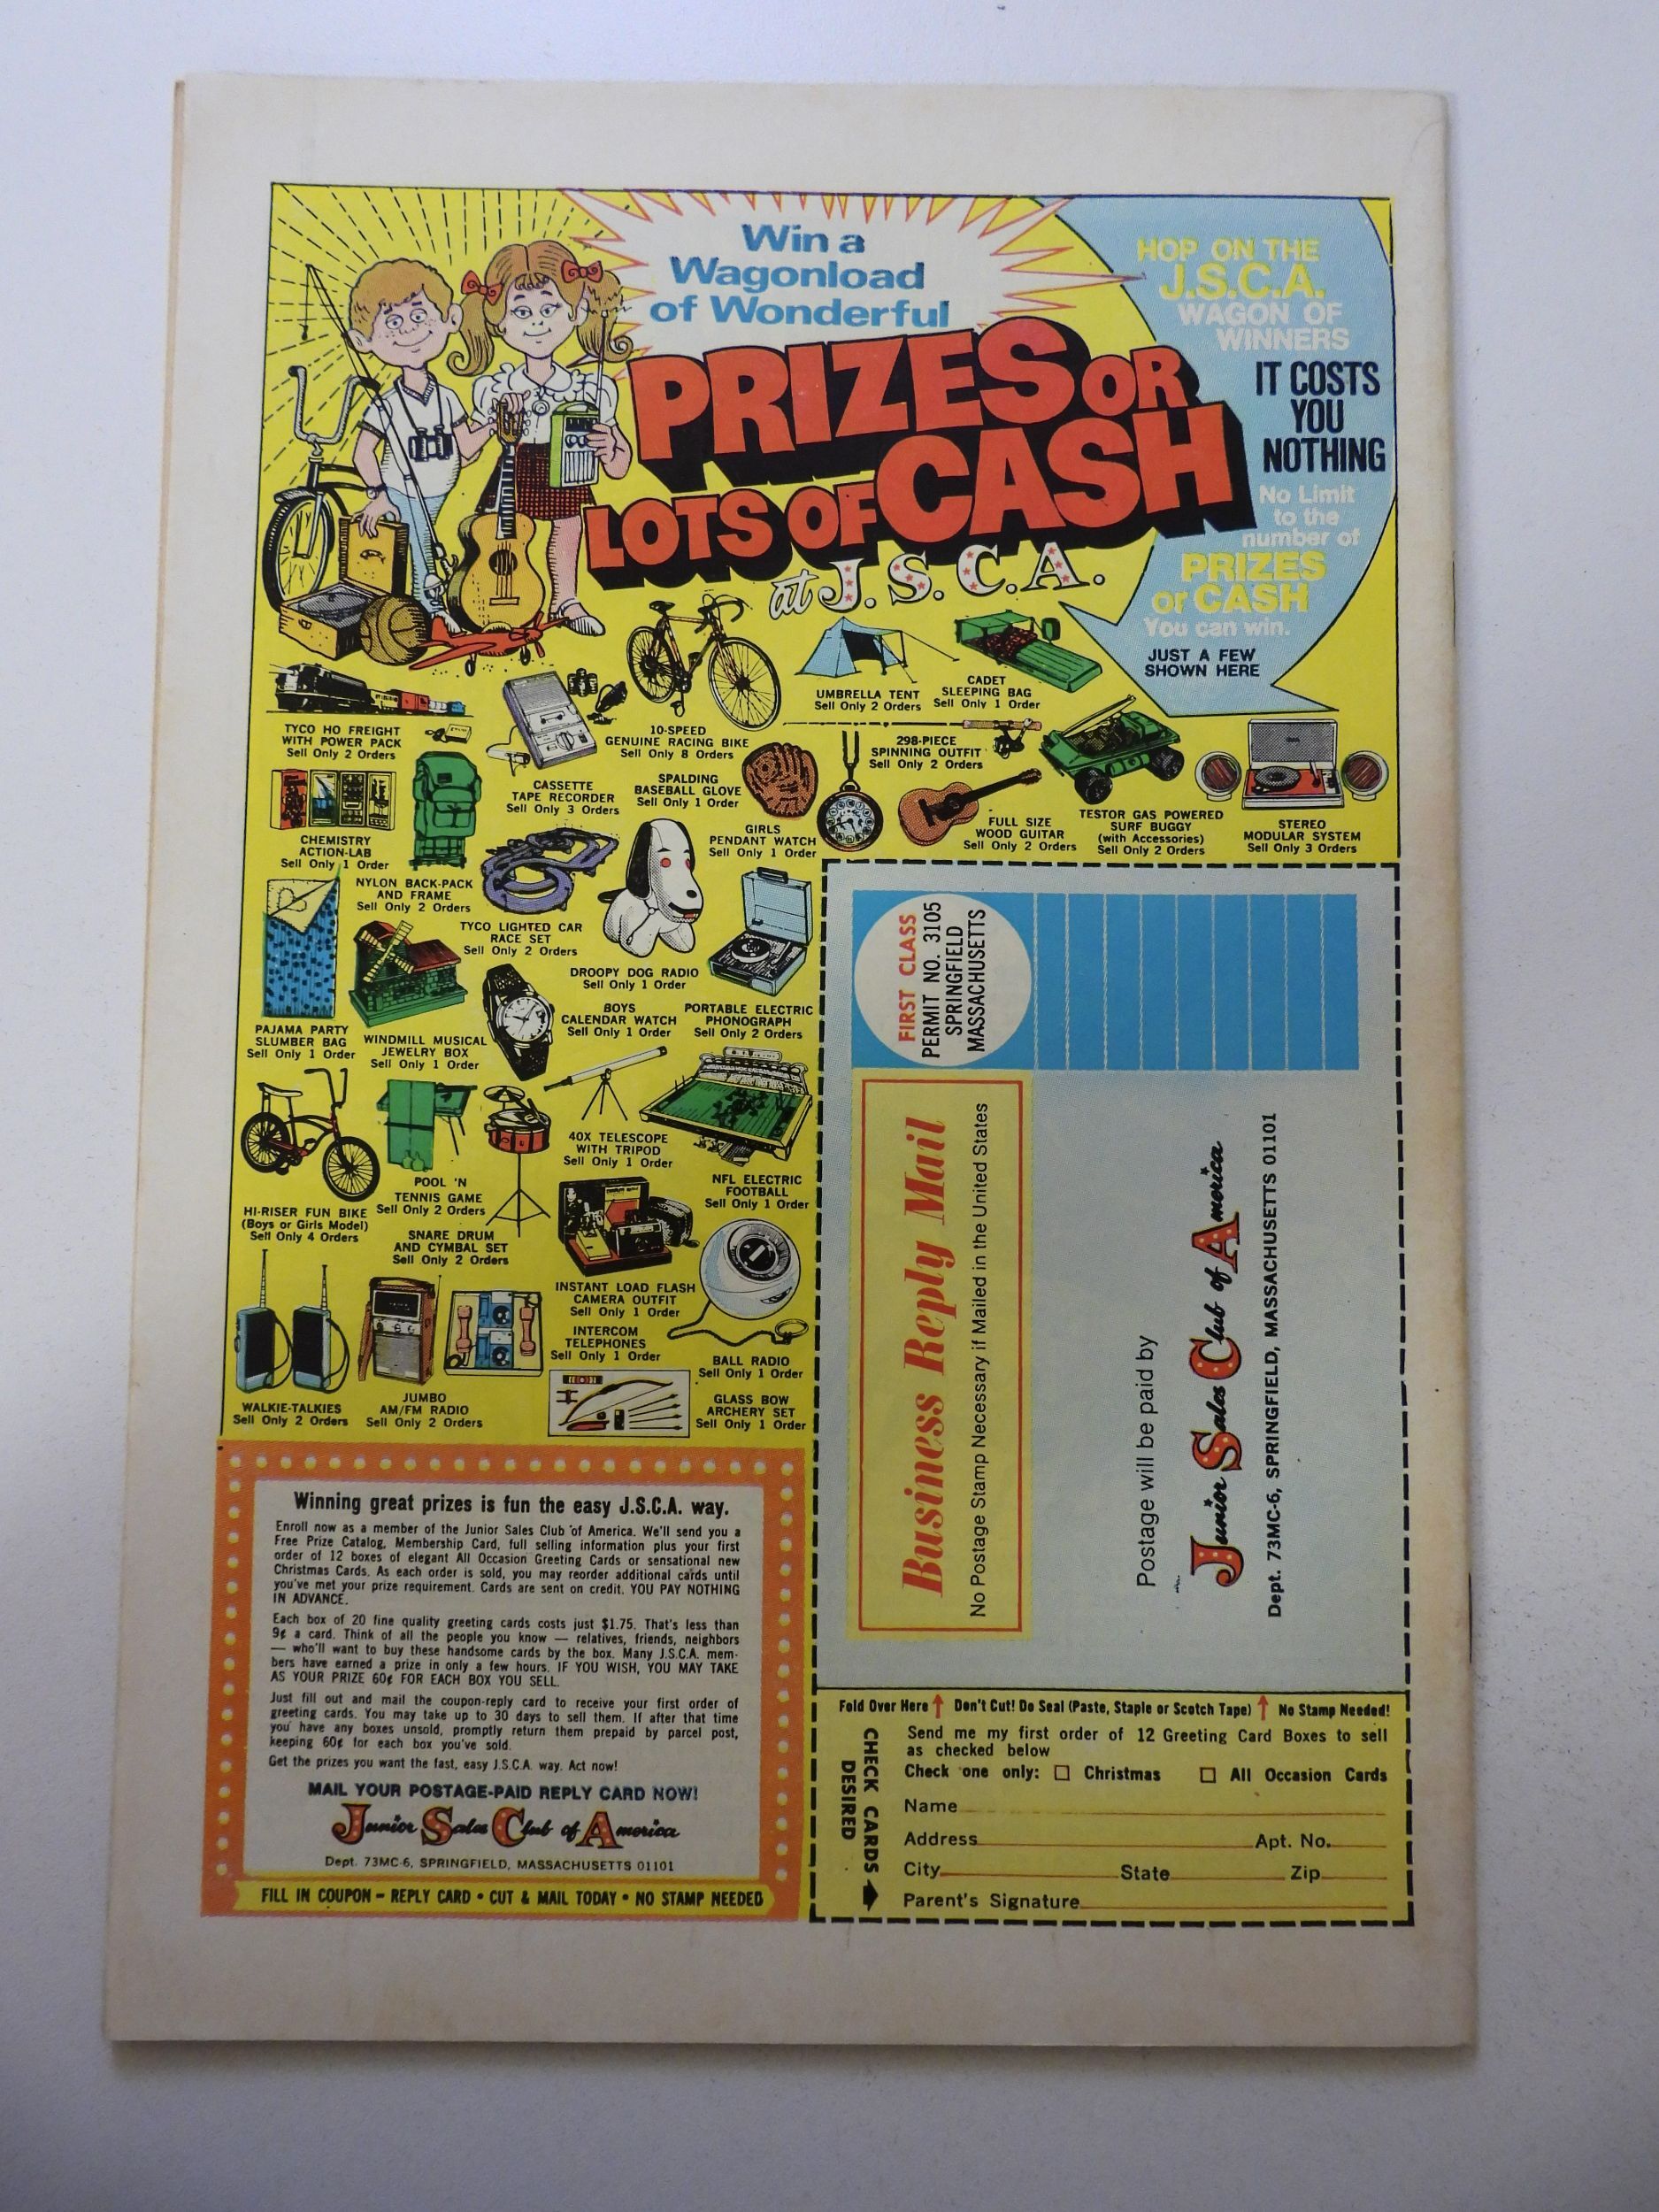 Win a
Wagonload
of Wonderful
PRIZES OR
LOTS OF CASH
at J.S.C.A.
HOP ON THE
J.S.C.A.
WAGON OF
WINNERS
IT COSTS
YOU
NOTHING
No Limit
to the
number of
PRIZES
or CASH
You can win.
JUST A FEW
SHOWN HERE
TYCO HO FREIGHT
WITH POWER PACK
Sell Only 2 Orders
CASSETTE
TAPE RECORDER
Sell Only 3 Orders
10-SPEED
GENUINE RACING BIKE
Sell Only 8 Orders
UMBRELLA TENT
Sell Only 2 Orders
CADET
SLEEPING BAG
Sell Only 1 Order
298-PIECE
SPINNING OUTFIT
Sell Only 2 Orders
SPALDING
BASEBALL GLOVE
Sell Only 1 Order
GIRLS
PENDANT WATCH
Sell Only 1 Order
FULL SIZE
WOOD GUITAR
Sell Only 2 Orders
TESTOR GAS POWERED
SURF BUGGY
(with Accessories)
Sell Only 2 Orders
STEREO
MODULAR SYSTEM
Sell Only 3 Orders
CHEMISTRY
ACTION-LAB
Sell Only 1 Order
NYLON BACK-PACK
AND FRAME
Sell Only 2 Orders
TYCO LIGHTED CAR
RACE SET
Sell Only 2 Orders
DROOPY DOG RADIO
Sell Only 1 Order
PAJAMA PARTY
SLUMBER BAG
Sell Only 1 Order
WINDMILL MUSICAL
JEWELRY BOX
Sell Only 1 Order
BOYS
CALENDAR WATCH
Sell Only 1 Order
PORTABLE ELECTRIC
PHONOGRAPH
Sell Only 2 Orders
HI-RISER FUN BIKE
(Boys or Girls Model)
Sell Only 4 Orders
POOL 'N
TENNIS GAME
Sell Only 2 Orders
40X TELESCOPE
WITH TRIPOD
Sell Only 1 Order
NFL ELECTRIC
FOOTBALL
Sell Only 1 Order
SNARE DRUM
AND CYMBAL SET
Sell Only 2 Orders
INSTANT LOAD FLASH
CAMERA OUTFIT
Sell Only 1 Order
INTERCOM
TELEPHONES
Sell Only 1 Order
BALL RADIO
Sell Only 1 Order
WALKIE-TALKIES
Sell Only 2 Orders
JUMBO
AM/FM RADIO
Sell Only 2 Orders
GLASS BOW
ARCHERY SET
Sell Only 1 Order
Winning great prizes is fun the easy J.S.C.A. way.
Enroll now as a member of the Junior Sales Club of America. We'll send you a
Free Prize Catalog, Membership Card, full selling information plus your first
order of 12 boxes of elegant All Occasion Greeting Cards or sensational new
Christmas Cards. As each order is sold, you may reorder additional cards until
you've met your prize requirement. Cards are sent on credit. YOU PAY NOTHING
IN ADVANCE.
Each box of 20 fine quality greeting cards costs just $1.75. That's less than
9¢ a card. Think of all the people you know — relatives, friends, neighbors
— who'll want to buy these handsome cards by the box. Many J.S.C.A. mem-
bers have earned a prize in only a few hours. IF YOU WISH, YOU MAY TAKE
AS YOUR PRIZE 60¢ FOR EACH BOX YOU SELL.
Just fill out and mail the coupon-reply card to receive your first order of
greeting cards. You may take up to 30 days to sell them. If after that time
you have any boxes unsold, promptly return them prepaid by parcel post,
keeping 60¢ for each box you've sold.
Get the prizes you want the fast, easy J.S.C.A. way. Act now!
MAIL YOUR POSTAGE-PAID REPLY CARD NOW!
Junior Sales Club of America
Dept. 73MC-6, SPRINGFIELD, MASSACHUSETTS 01101
FILL IN COUPON – REPLY CARD • CUT & MAIL TODAY • NO STAMP NEEDED
FIRST CLASS
PERMIT NO. 3105
SPRINGFIELD
MASSACHUSETTS
Business Reply Mail
No Postage Stamp Necessary if Mailed in the United States
Postage will be paid by
Junior Sales Club of America
Dept. 73MC-6, SPRINGFIELD, MASSACHUSETTS 01101
Fold Over Here ↑ Don't Cut! Do Seal (Paste, Staple or Scotch Tape) ↑ No Stamp Needed!
CHECK CARDS
DESIRED
Send me my first order of 12 Greeting Card Boxes to sell
as checked below
Check one only: □ Christmas □ All Occasion Cards
Name
Address Apt. No.
City State Zip
Parent's Signature